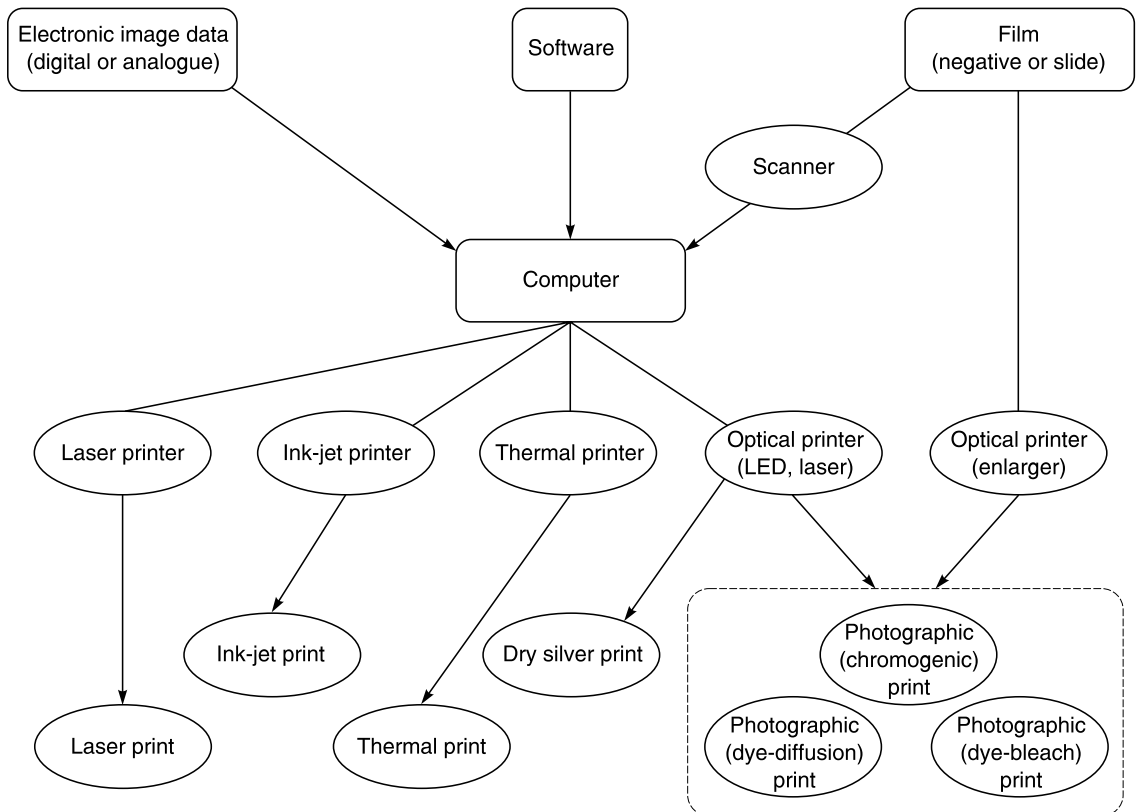 Electronic image data
(digital or analogue)
Software
Film
(negative or slide)
Scanner
Computer
Laser printer
Ink-jet printer
Thermal printer
Optical printer
(LED, laser)
Optical printer
(enlarger)
Ink-jet print
Dry silver print
Photographic
(chromogenic)
print
Laser print
Thermal print
Photographic
(dye-diffusion)
print
Photographic
(dye-bleach)
print